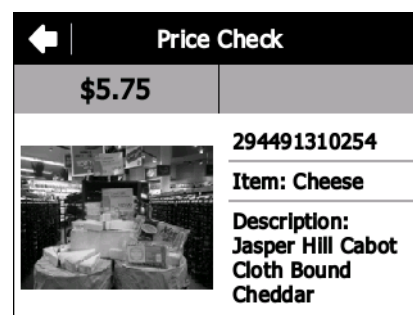 Price Check
$5.75
294491310254
Item: Cheese
Description:
Jasper Hill Cabot
Cloth Bound
Cheddar